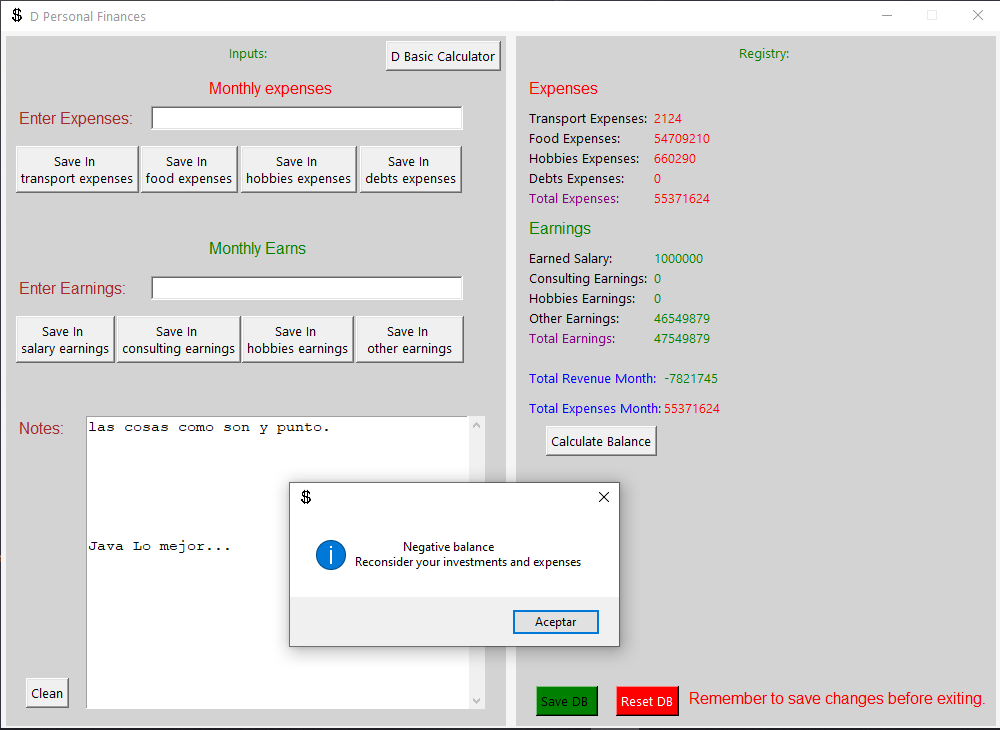 $ D Personal Finances
Inputs:
D Basic Calculator
Monthly expenses
Enter Expenses:
Save In
transport expenses
Save In
food expenses
Save In
hobbies expenses
Save In
debts expenses
Monthly Earns
Enter Earnings:
Save In
salary earnings
Save In
consulting earnings
Save In
hobbies earnings
Save In
other earnings
Notes:
las cosas como son y punto.
Java Lo mejor...
Clean
Registry:
Expenses
Transport Expenses: 2124
Food Expenses: 54709210
Hobbies Expenses: 660290
Debts Expenses: 0
Total Expenses: 55371624
Earnings
Earned Salary: 1000000
Consulting Earnings: 0
Hobbies Earnings: 0
Other Earnings: 46549879
Total Earnings: 47549879
Total Revenue Month: -7821745
Total Expenses Month: 55371624
Calculate Balance
$
Negative balance
Reconsider your investments and expenses
Aceptar
Save DB
Reset DB
Remember to save changes before exiting.